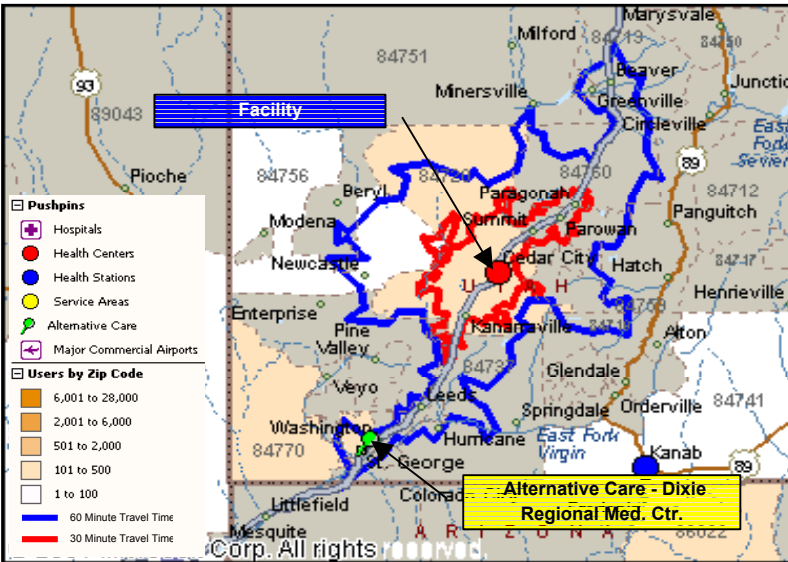 Marysvale
84713
84750
Milford
84751
93
Beaver
Junctic
Minersville
Greenville
Circleville
89043
Facility
East
Fork
Sevier
89
Pioche
84756
84720
84760
84712
Beryl
Paragonah
Panguitch
Summit
Parowan
Modena
Cedar City
Hatch
Newcastle
U T A H
Henrieville
84759
Enterprise
Kanarraville
Pine
Valley
Alton
Glendale
Veyo
Leeds
Springdale
Orderville
84741
Washington
Hurricane
East Fork
Virgin
Kanab
84770
St. George
89
Colorado
Littlefield
Mesquite
A R I Z O N A
86022
Corp. All rights reserved.
Pushpins
Hospitals
Health Centers
Health Stations
Service Areas
Alternative Care
Major Commercial Airports
Users by Zip Code
6,001 to 28,000
2,001 to 6,000
501 to 2,000
101 to 500
1 to 100
60 Minute Travel Time
30 Minute Travel Time
Alternative Care - Dixie
Regional Med. Ctr.